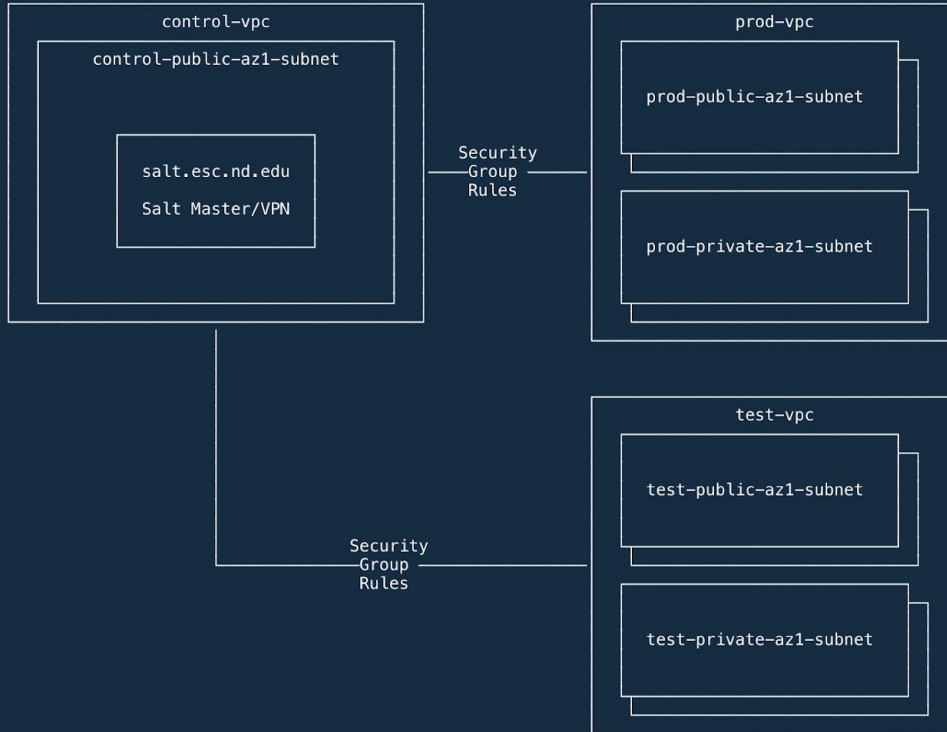 control-vpc
control-public-az1-subnet
salt.esc.nd.edu
Salt Master/VPN
Security
Group
Rules
prod-vpc
prod-public-az1-subnet
prod-private-az1-subnet
Security
Group
Rules
test-vpc
test-public-az1-subnet
test-private-az1-subnet